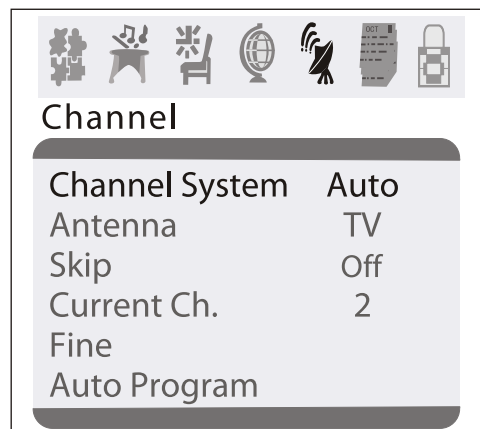 OCT
Channel
Channel System Auto
Antenna TV
Skip Off
Current Ch. 2
Fine
Auto Program